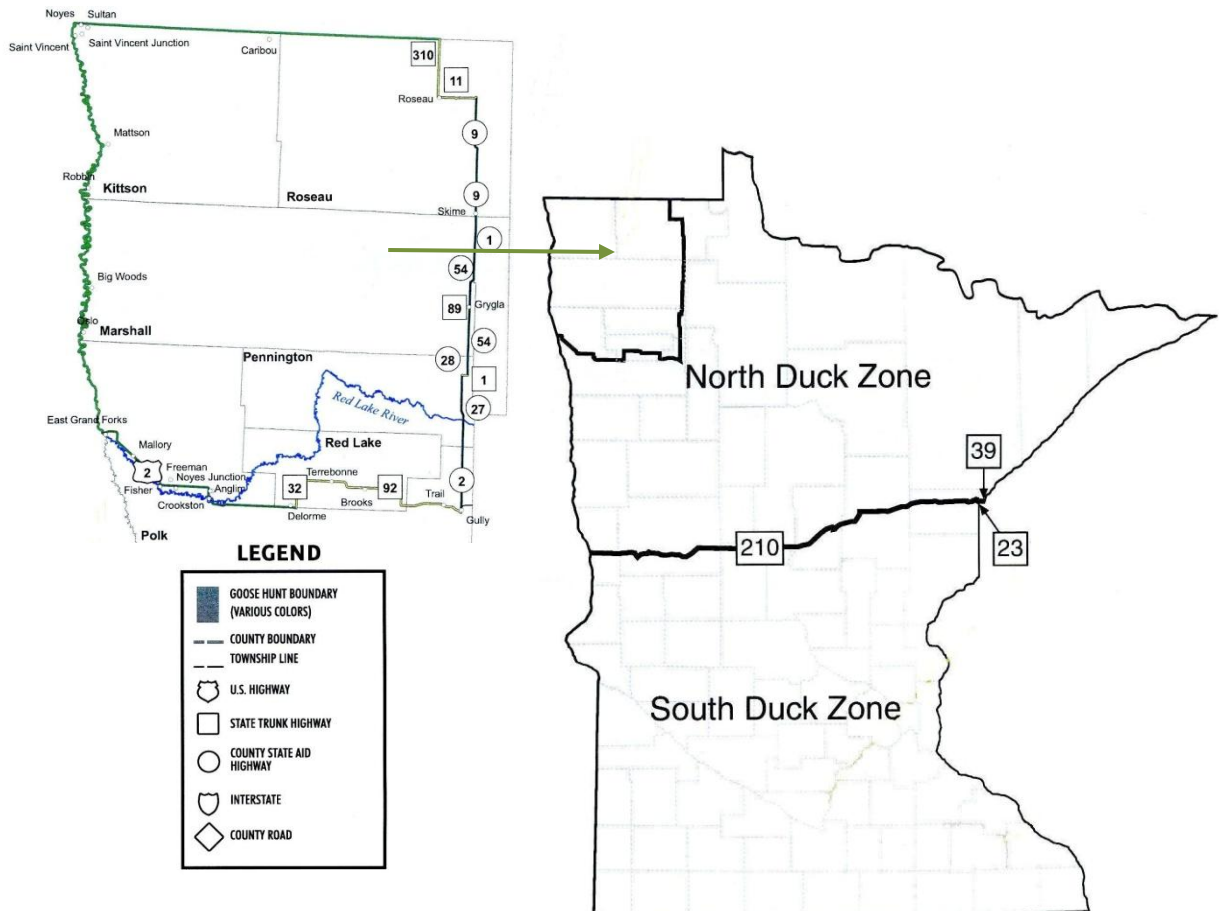 Noyes
Sultan
Saint Vincent
Saint Vincent Junction
Caribou
310
11
Roseau
9
Mattson
Robbin
Kittson
Roseau
9
Skime
1
54
Big Woods
89
Grygla
Oslo
Marshall
54
Pennington
28
1
Red Lake River
27
East Grand Forks
Mallory
Red Lake
2
Freeman
Noyes Junction
Terrebonne
Fisher
Anglim
32
92
2
Crookston
Brooks
Trail
Delorme
Gully
Polk
North Duck Zone
39
210
23
South Duck Zone
LEGEND
GOOSE HUNT BOUNDARY
(VARIOUS COLORS)
COUNTY BOUNDARY
TOWNSHIP LINE
U.S. HIGHWAY
STATE TRUNK HIGHWAY
COUNTY STATE AID
HIGHWAY
INTERSTATE
COUNTY ROAD